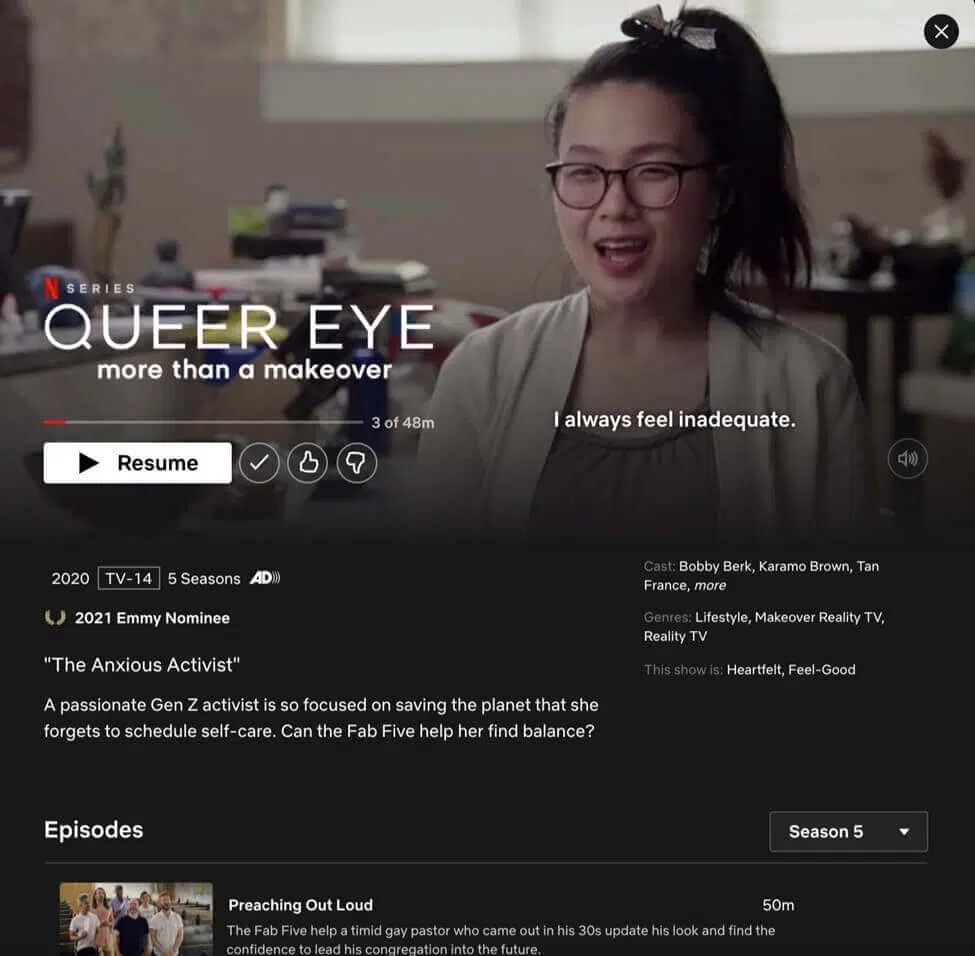 N SERIES
QUEER EYE
more than a makeover
3 of 48m
I always feel inadequate.
Resume
2020 TV-14 5 Seasons AD)))
2021 Emmy Nominee
"The Anxious Activist"
A passionate Gen Z activist is so focused on saving the planet that she
forgets to schedule self-care. Can the Fab Five help her find balance?
Cast: Bobby Berk, Karamo Brown, Tan
France, more
Genres: Lifestyle, Makeover Reality TV,
Reality TV
This show is: Heartfelt, Feel-Good
Episodes
Season 5
Preaching Out Loud
50m
The Fab Five help a timid gay pastor who came out in his 30s update his look and find the
confidence to lead his congregation into the future.